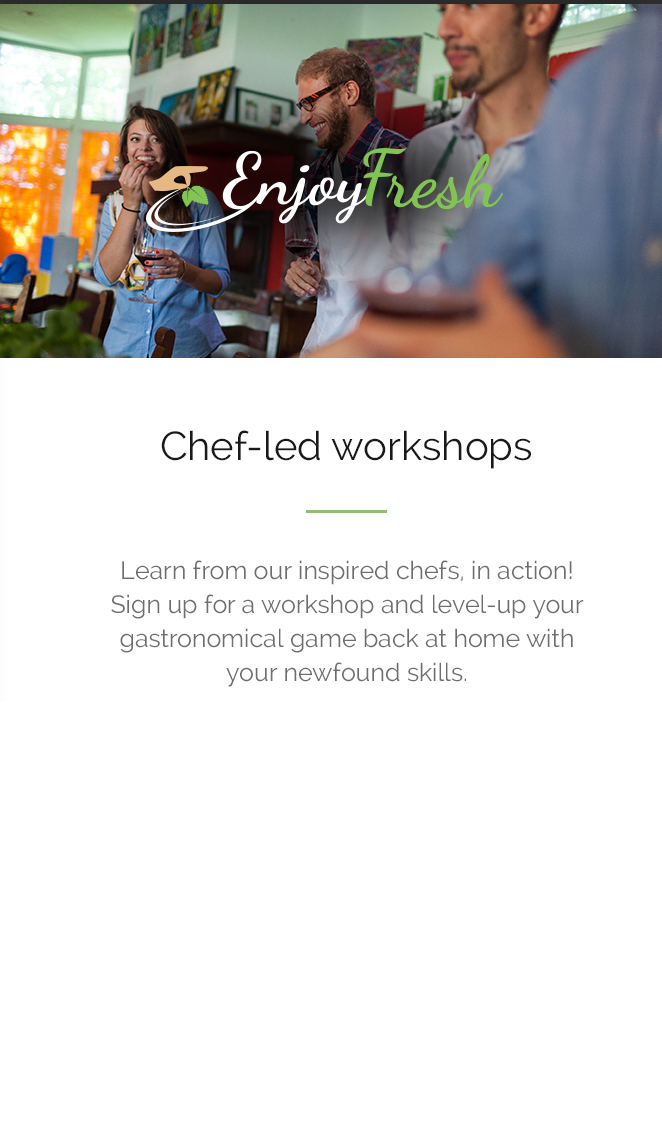 EnjoyFresh
Chef-led workshops
Learn from our inspired chefs, in action!
Sign up for a workshop and level-up your
gastronomical game back at home with
your newfound skills.